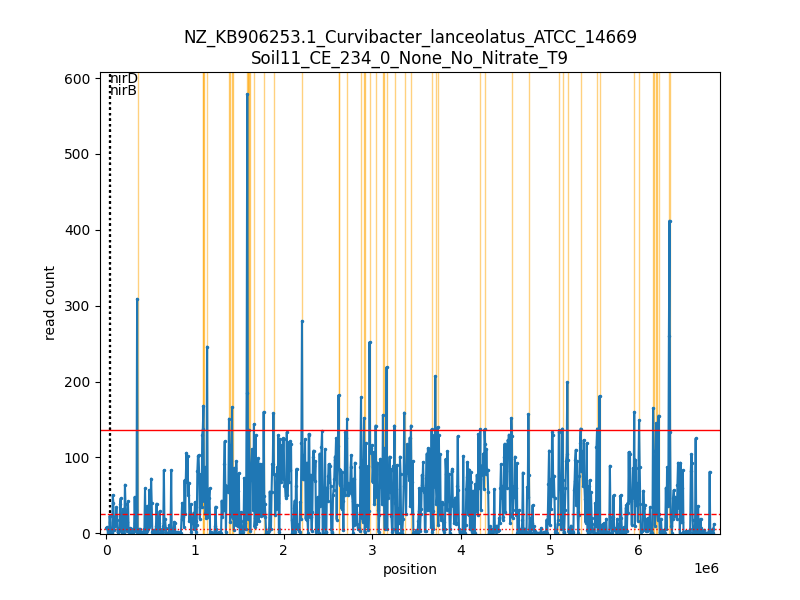 NZ_KB906253.1_Curvibacter_lanceolatus_ATCC_14669
Soil11_CE_234_0_None_No_Nitrate_T9
nirD
nirB
600
500
400
300
200
100
0
read count
0 1 2 3 4 5 6
1e6
position